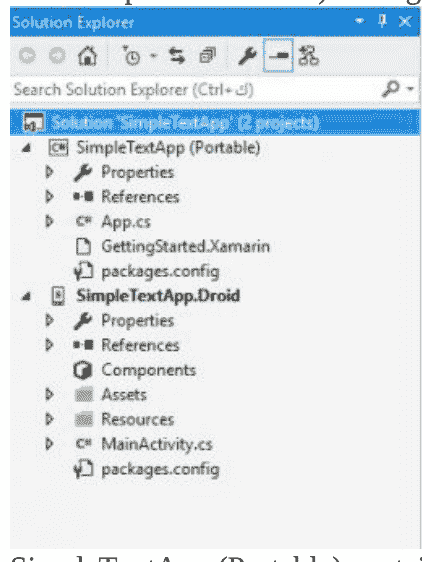 Solution Explorer
Search Solution Explorer (Ctrl+ك)
Solution 'SimpleTextApp' (2 projects)
C# SimpleTextApp (Portable)
Properties
References
C# App.cs
GettingStarted.Xamarin
packages.config
SimpleTextApp.Droid
Properties
References
Components
Assets
Resources
C# MainActivity.cs
packages.config